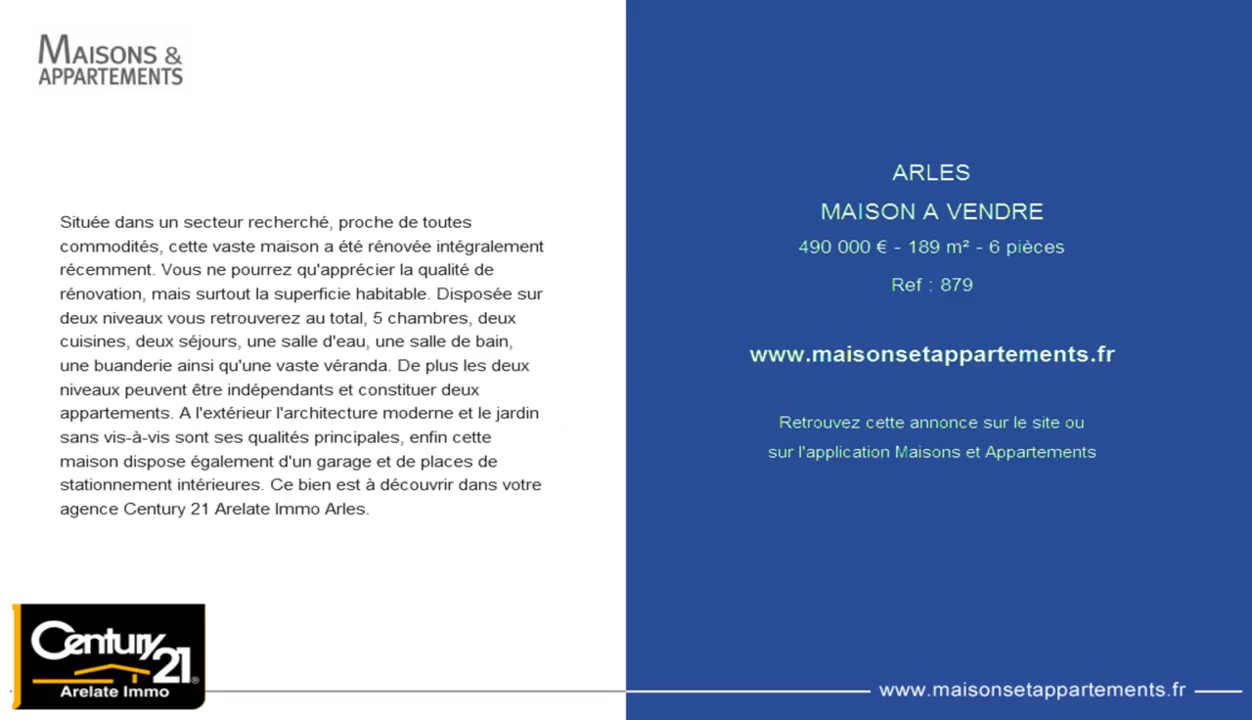 MAISONS &
APPARTEMENTS
Située dans un secteur recherché, proche de toutes
commodités, cette vaste maison a été rénovée intégralement
récemment. Vous ne pourrez qu'apprécier la qualité de
rénovation, mais surtout la superficie habitable. Disposée sur
deux niveaux vous retrouverez au total, 5 chambres, deux
cuisines, deux séjours, une salle d'eau, une salle de bain,
une buanderie ainsi qu'une vaste véranda. De plus les deux
niveaux peuvent être indépendants et constituer deux
appartements. A l'extérieur l'architecture moderne et le jardin
sans vis-à-vis sont ses qualités principales, enfin cette
maison dispose également d'un garage et de places de
stationnement intérieures. Ce bien est à découvrir dans votre
agence Century 21 Arelate Immo Arles.
Century
21®
Arelate Immo
ARLES
MAISON A VENDRE
490 000 € - 189 m² - 6 pièces
Ref : 879
www.maisonsetappartements.fr
Retrouvez cette annonce sur le site ou
sur l'application Maisons et Appartements
www.maisonsetappartements.fr